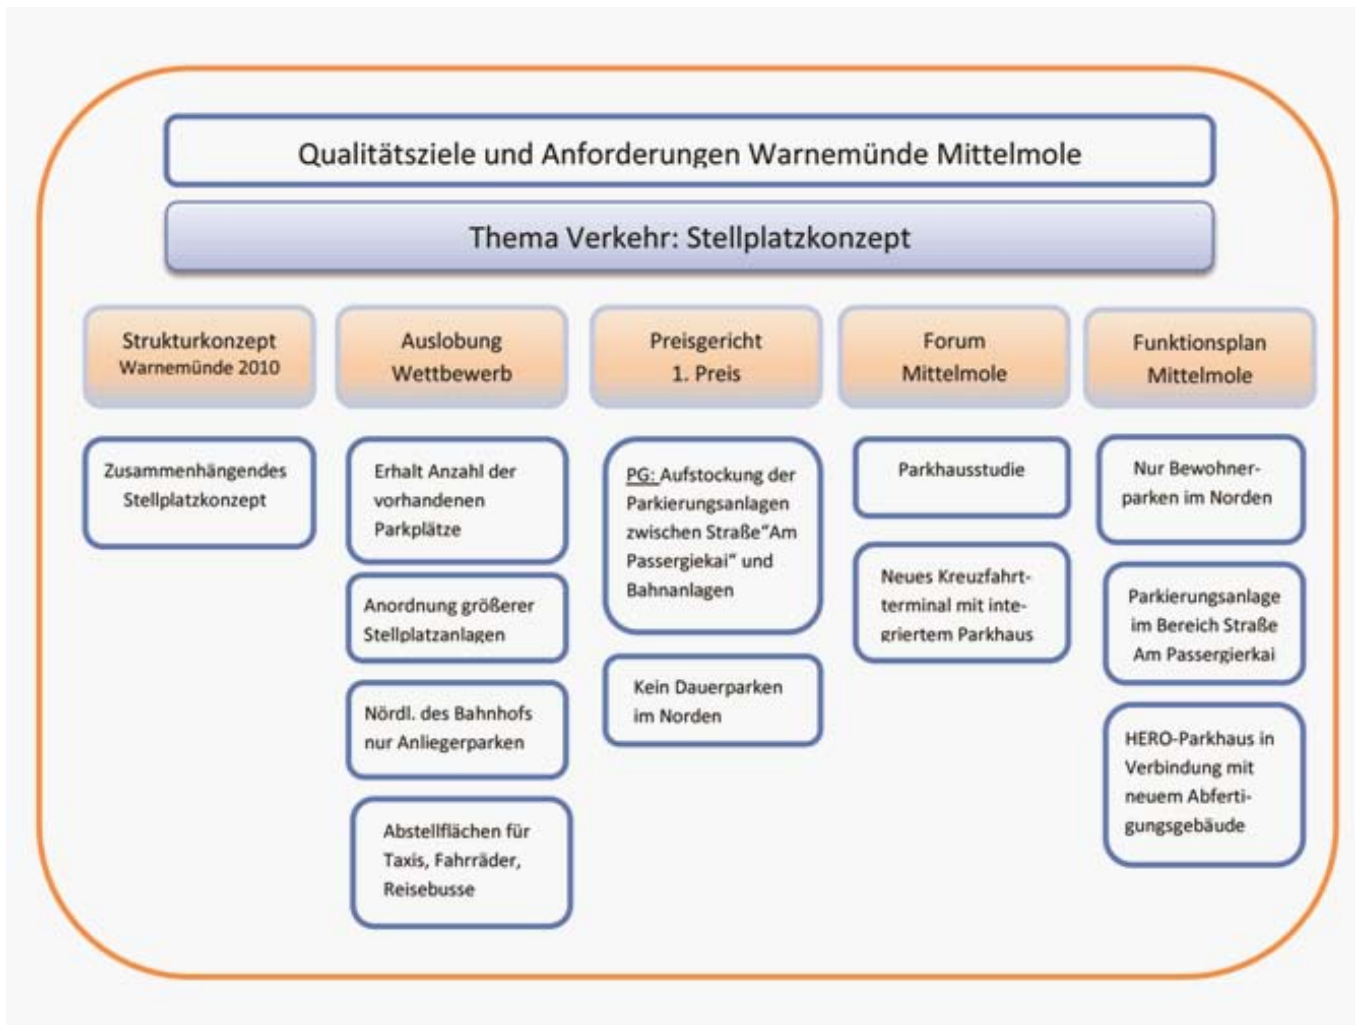 Qualitätsziele und Anforderungen Warnemünde Mittelmole
Thema Verkehr: Stellplatzkonzept
Strukturkonzept
Warnemünde 2010
Zusammenhängendes
Stellplatzkonzept
Auslobung
Wettbewerb
Erhalt Anzahl der
vorhandenen
Parkplätze
Anordnung größerer
Stellplatzanlagen
Nördl. des Bahnhofs
nur Anliegerparken
Abstellflächen für
Taxis, Fahrräder,
Reisebusse
Preisgericht
1. Preis
PG: Aufstockung der
Parkierungsanlagen
zwischen Straße“Am
Passergiekai“ und
Bahnanlagen
Kein Dauerparken
im Norden
Forum
Mittelmole
Parkhausstudie
Neues Kreuzfahrt-
terminal mit inte-
griertem Parkhaus
Funktionsplan
Mittelmole
Nur Bewohner-
parken im Norden
Parkierungsanlage
im Bereich Straße
Am Passergierkai
HERO-Parkhaus in
Verbindung mit
neuem Abferti-
gungsgebäude